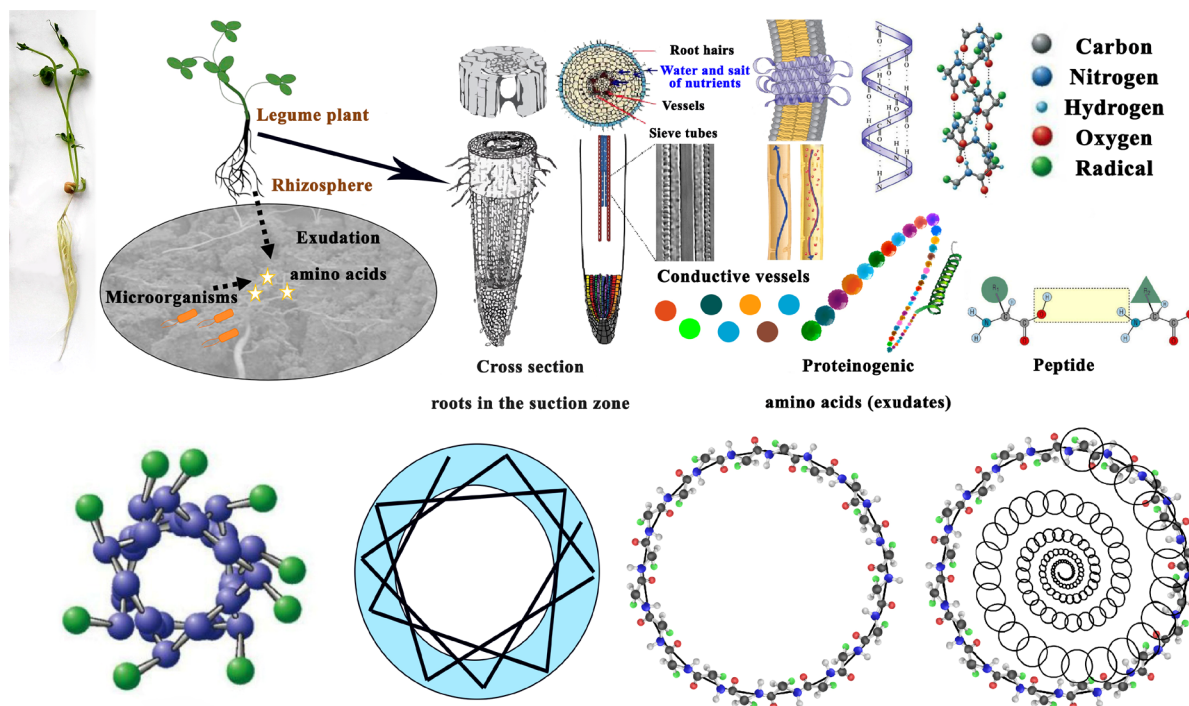 Legume plant
Rhizosphere
Exudation
amino acids
Microorganisms
Root hairs
Water and salt
of nutrients
Vessels
Sieve tubes
Conductive vessels
Cross section
roots in the suction zone
Carbon
Nitrogen
Hydrogen
Oxygen
Radical
Proteinogenic
amino acids (exudates)
Peptide